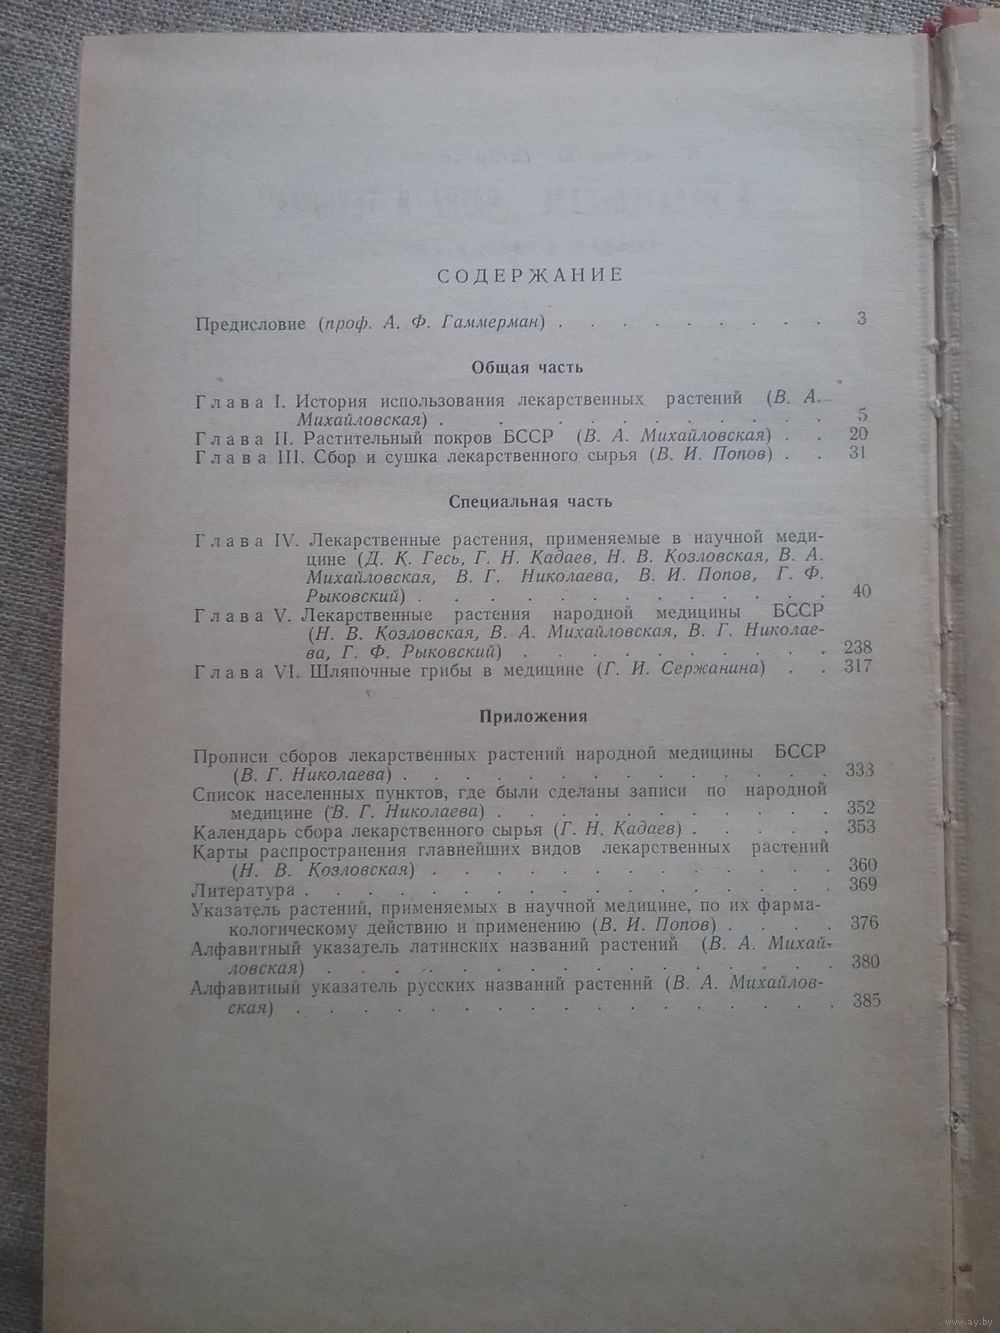 СОДЕРЖАНИЕ
Предисловие (проф. А. Ф. Гаммерман) . . . . . . . . . 3
Общая часть
Глава I. История использования лекарственных растений (В. А.
Михайловская) . . . . . . . . . . 5
Глава II. Растительный покров БССР (В. А. Михайловская) . . 20
Глава III. Сбор и сушка лекарственного сырья (В. И. Попов) . . 31
Специальная часть
Глава IV. Лекарственные растения, применяемые в научной меди-
цине (Д. К. Гесь, Г. Н. Кадаев, Н. В. Козловская, В. А.
Михайловская, В. Г. Николаева, В. И. Попов, Г. Ф.
Рыковский) . . . . . . . . . . . . 40
Глава V. Лекарственные растения народной медицины БССР
(Н. В. Козловская, В. А. Михайловская, В. Г. Николае-
ва, Г. Ф. Рыковский) . . . . . . . . . . 238
Глава VI. Шляпочные грибы в медицине (Г. И. Сержанина) . . 317
Приложения
Прописи сборов лекарственных растений народной медицины БССР
(В. Г. Николаева) . . . . . . . . . . . . . . 333
Список населенных пунктов, где были сделаны записи по народной
медицине (В. Г. Николаева) . . . . . . . . . . . 352
Календарь сбора лекарственного сырья (Г. Н. Кадаев) . . . . . 353
Карты распространения главнейших видов лекарственных растений
(Н. В. Козловская) . . . . . . . . . . . . . 360
Литература . . . . . . . . . . . . . . . . . 369
Указатель растений, применяемых в научной медицине, по их фарма-
кологическому действию и применению (В. И. Попов) . . . . 376
Алфавитный указатель латинских названий растений (В. А. Михай-
ловская) . . . . . . . . . . . . . . . . 380
Алфавитный указатель русских названий растений (В. А. Михайлов-
ская) . . . . . . . . . . . . . . . . . 385
www.ay.by